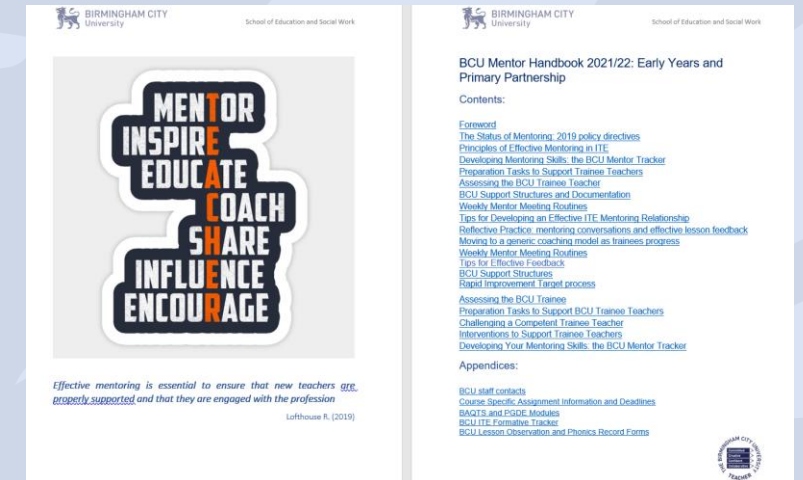 BIRMINGHAM CITY
University
School of Education and Social Work
MENTOR
INSPIRE
EDUCATE
COACH
SHARE
INFLUENCE
ENCOURAGE
Effective mentoring is essential to ensure that new teachers are
properly supported and that they are engaged with the profession
Lofthouse R. (2019)
BIRMINGHAM CITY
University
School of Education and Social Work
BCU Mentor Handbook 2021/22: Early Years and
Primary Partnership
Contents:
Foreword
The Status of Mentoring: 2019 policy directives
Principles of Effective Mentoring in ITE
Developing Mentoring Skills: the BCU Mentor Tracker
Preparation Tasks to Support Trainee Teachers
Assessing the BCU Trainee Teacher
BCU Support Structures and Documentation
Weekly Mentor Meeting Routines
Tips for Developing an Effective ITE Mentoring Relationship
Reflective Practice: mentoring conversations and effective lesson feedback
Moving to a generic coaching model as trainees progress
Weekly Mentor Meeting Routines
Tips for Effective Feedback
BCU Support Structures
Rapid Improvement Target process
Assessing the BCU Trainee
Preparation Tasks to Support BCU Trainee Teachers
Challenging a Competent Trainee Teacher
Interventions to Support Trainee Teachers
Developing Your Mentoring Skills: the BCU Mentor Tracker
Appendices:
BCU staff contacts
Course Specific Assignment Information and Deadlines
BAQTS and PGDE Modules
BCU ITE Formative Tracker
BCU Lesson Observation and Phonics Record Forms
THE BIRMINGHAM CITY UNIVERSITY
TEACHER